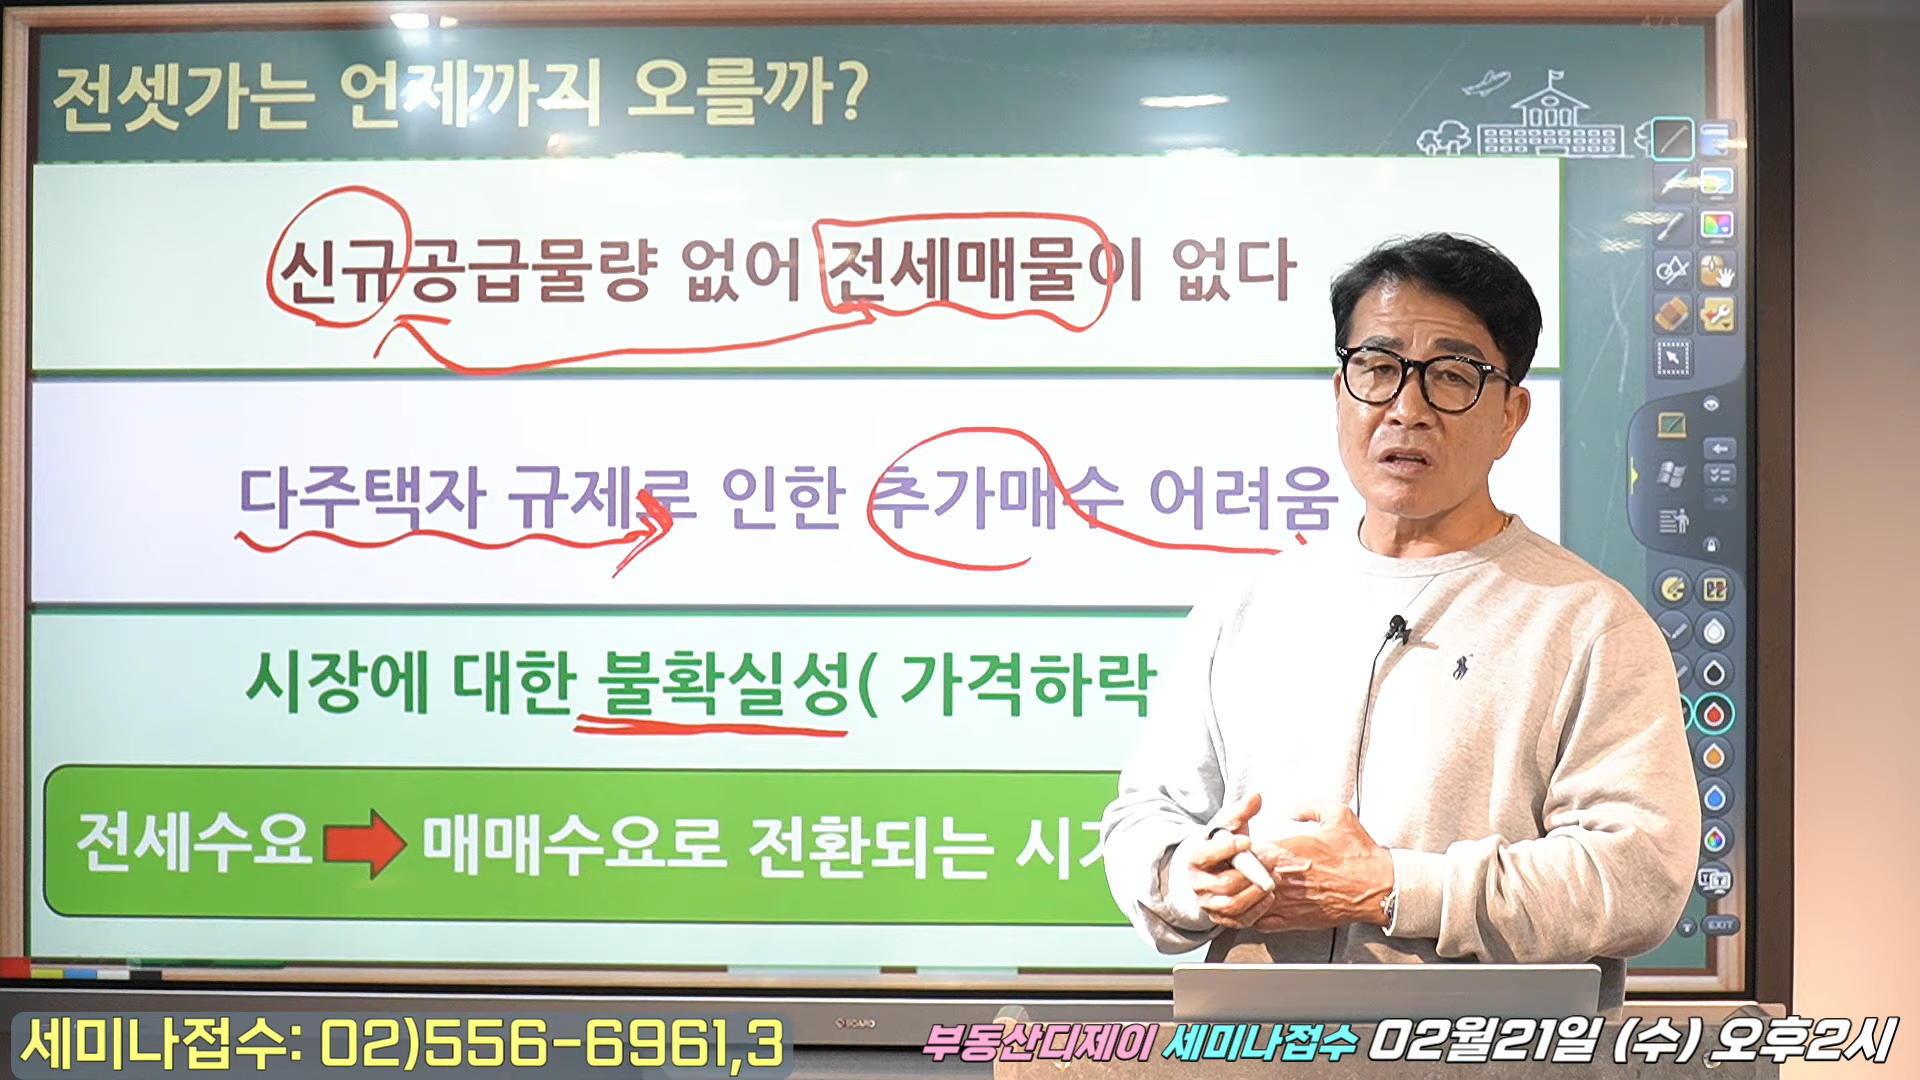 전셋가는 언제까지 오를까?
신규공급물량 없어 전세매물이 없다
다주택자 규제로 인한 추가매수 어려움
시장에 대한 불확실성( 가격하락
전세수요 매매수요로 전환되는
EXIT
세미나접수: 02)556-6961,3
부동산디제이 세미나접수 02월21일 (수) 오후2시